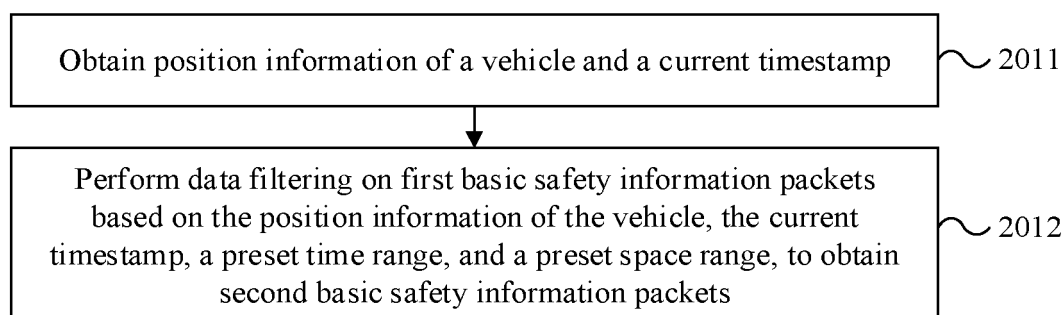 Obtain position information of a vehicle and a current timestamp
2011
Perform data filtering on first basic safety information packets
based on the position information of the vehicle, the current
timestamp, a preset time range, and a preset space range, to obtain
second basic safety information packets
2012